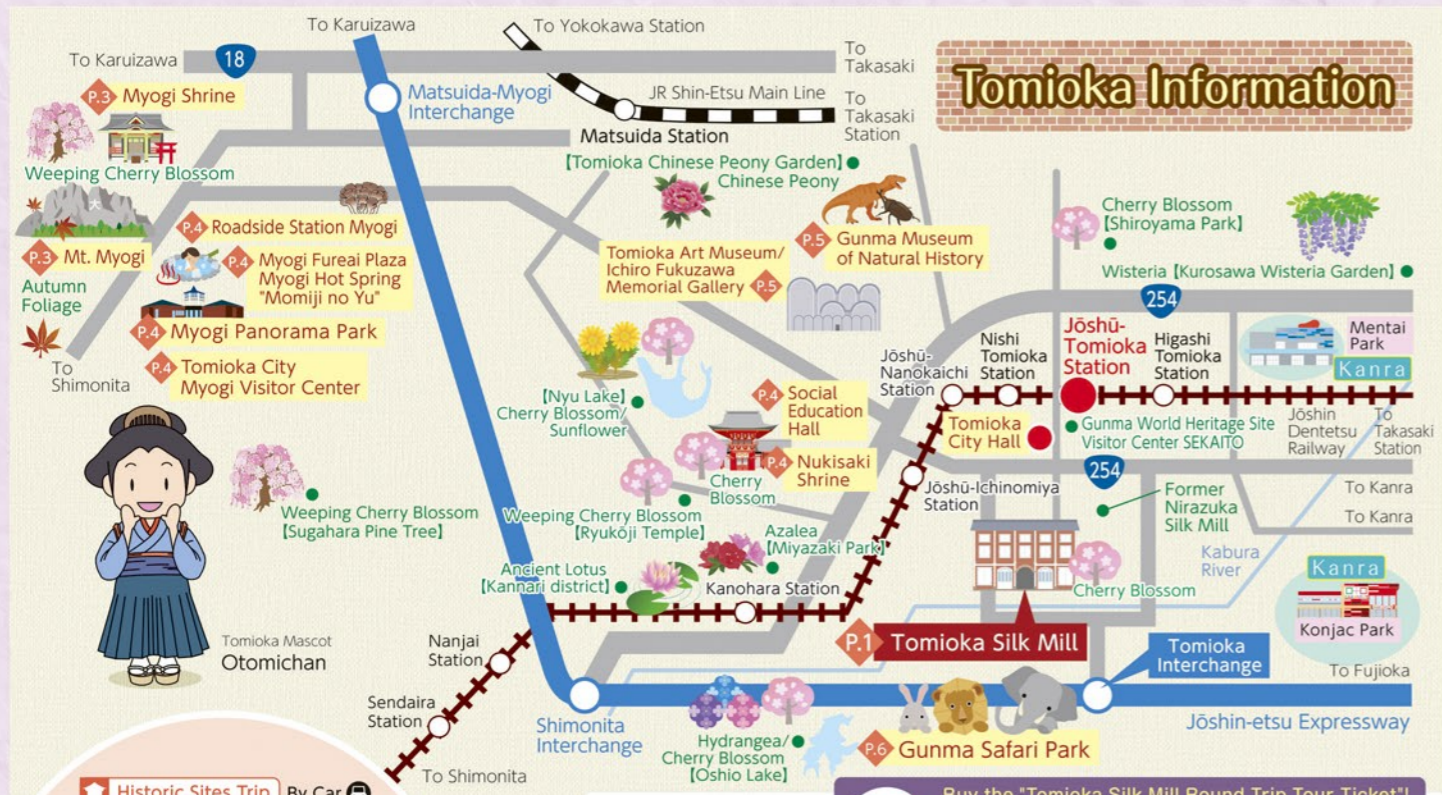 To Karuizawa
To Yokokawa Station
To Karuizawa
18
To
Takasaki
Tomioka Information
P.3 Myogi Shrine
Matsuida-Myogi
Interchange
JR Shin-Etsu Main Line
To
Takasaki
Station
Matsuida Station
Weeping Cherry Blossom
【Tomioka Chinese Peony Garden】
Chinese Peony
大
P.4 Roadside Station Myogi
P.3 Mt. Myogi
P.4 Myogi Fureai Plaza
Myogi Hot Spring
"Momiji no Yu"
Autumn
Foliage
P.4 Myogi Panorama Park
P.4 Tomioka City
Myogi Visitor Center
To
Shimonita
Tomioka Art Museum/
Ichiro Fukuzawa
Memorial Gallery P.5
P.5 Gunma Museum
of Natural History
Cherry Blossom
【Shiroyama Park】
Wisteria【Kurosawa Wisteria Garden】
254
Jōshū-
Nanokaichi
Station
Nishi
Tomioka
Station
Jōshū-
Tomioka
Station
Higashi
Tomioka
Station
Mentai
Park
Kanra
【Nyu Lake】
Cherry Blossom/
Sunflower
P.4 Social
Education
Hall
P.4 Nukisaki
Shrine
Cherry
Blossom
Tomioka
City Hall
Gunma World Heritage Site
Visitor Center SEKAITO
Jōshin
Dentetsu
Railway
To
Takasaki
Station
254
Jōshū-Ichinomiya
Station
Former
Nirazuka
Silk Mill
To Kanra
To Kanra
Weeping Cherry Blossom
【Sugahara Pine Tree】
Weeping Cherry Blossom
【Ryukōji Temple】
Azalea
【Miyazaki Park】
Kabura
River
Kanra
Konjac Park
Ancient Lotus
【Kannari district】
Kanohara Station
Cherry Blossom
Tomioka Mascot
Otomichan
Nanjai
Station
P.1 Tomioka Silk Mill
Tomioka
Interchange
To Fujioka
Sendaira
Station
Shimonita
Interchange
Jōshin-etsu Expressway
Hydrangea/
Cherry Blossom
【Oshio Lake】
P.6 Gunma Safari Park
To Shimonita
Historic Sites Trip By Car
Buy the "Tomioka Silk Mill Round Trip Tour Ticket"!